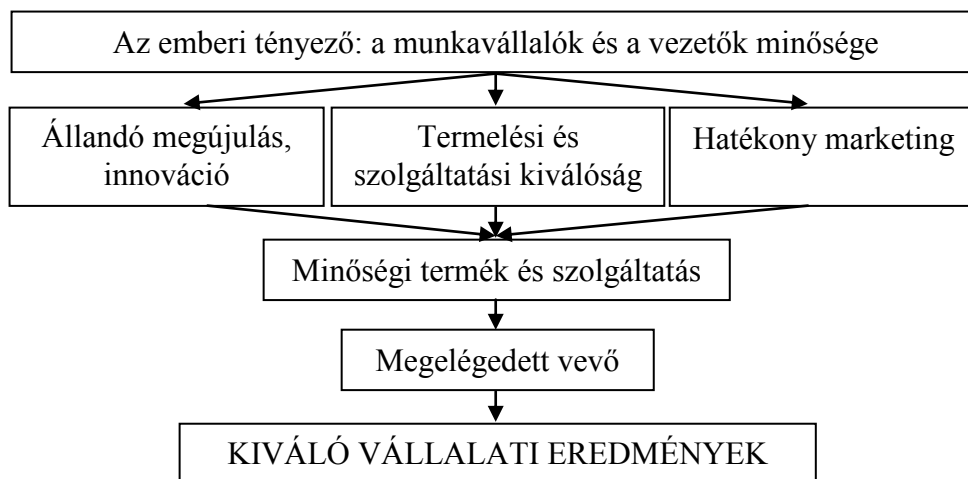 Az emberi tényező: a munkavállalók és a vezetők minősége
Állandó megújulás,
innováció
Termelési és
szolgáltatási kiválóság
Hatékony marketing
Minőségi termék és szolgáltatás
Megelégedett vevő
KIVÁLÓ VÁLLALATI EREDMÉNYEK